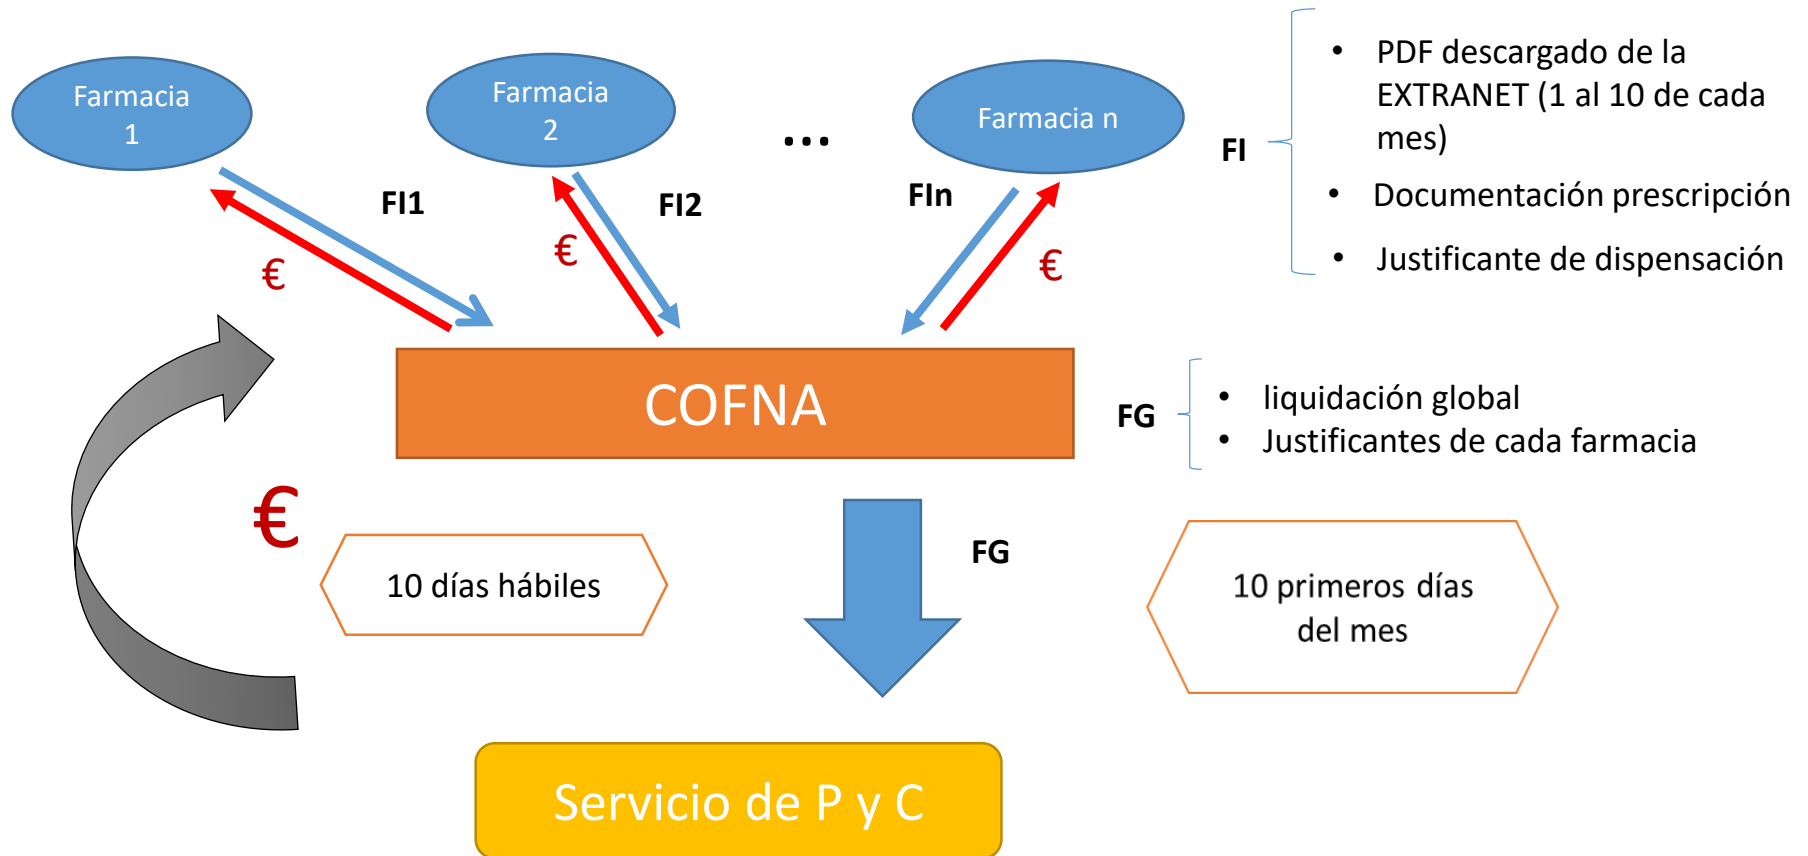 Farmacia
1
Farmacia
2
...
Farmacia n
FI
• PDF descargado de la
EXTRANET (1 al 10 de cada
mes)
• Documentación prescripción
• Justificante de dispensación
FI1
€
FI2
€
FIn
€
COFNA
FG
• liquidación global
• Justificantes de cada farmacia
€
10 días hábiles
FG
10 primeros días
del mes
Servicio de P y C